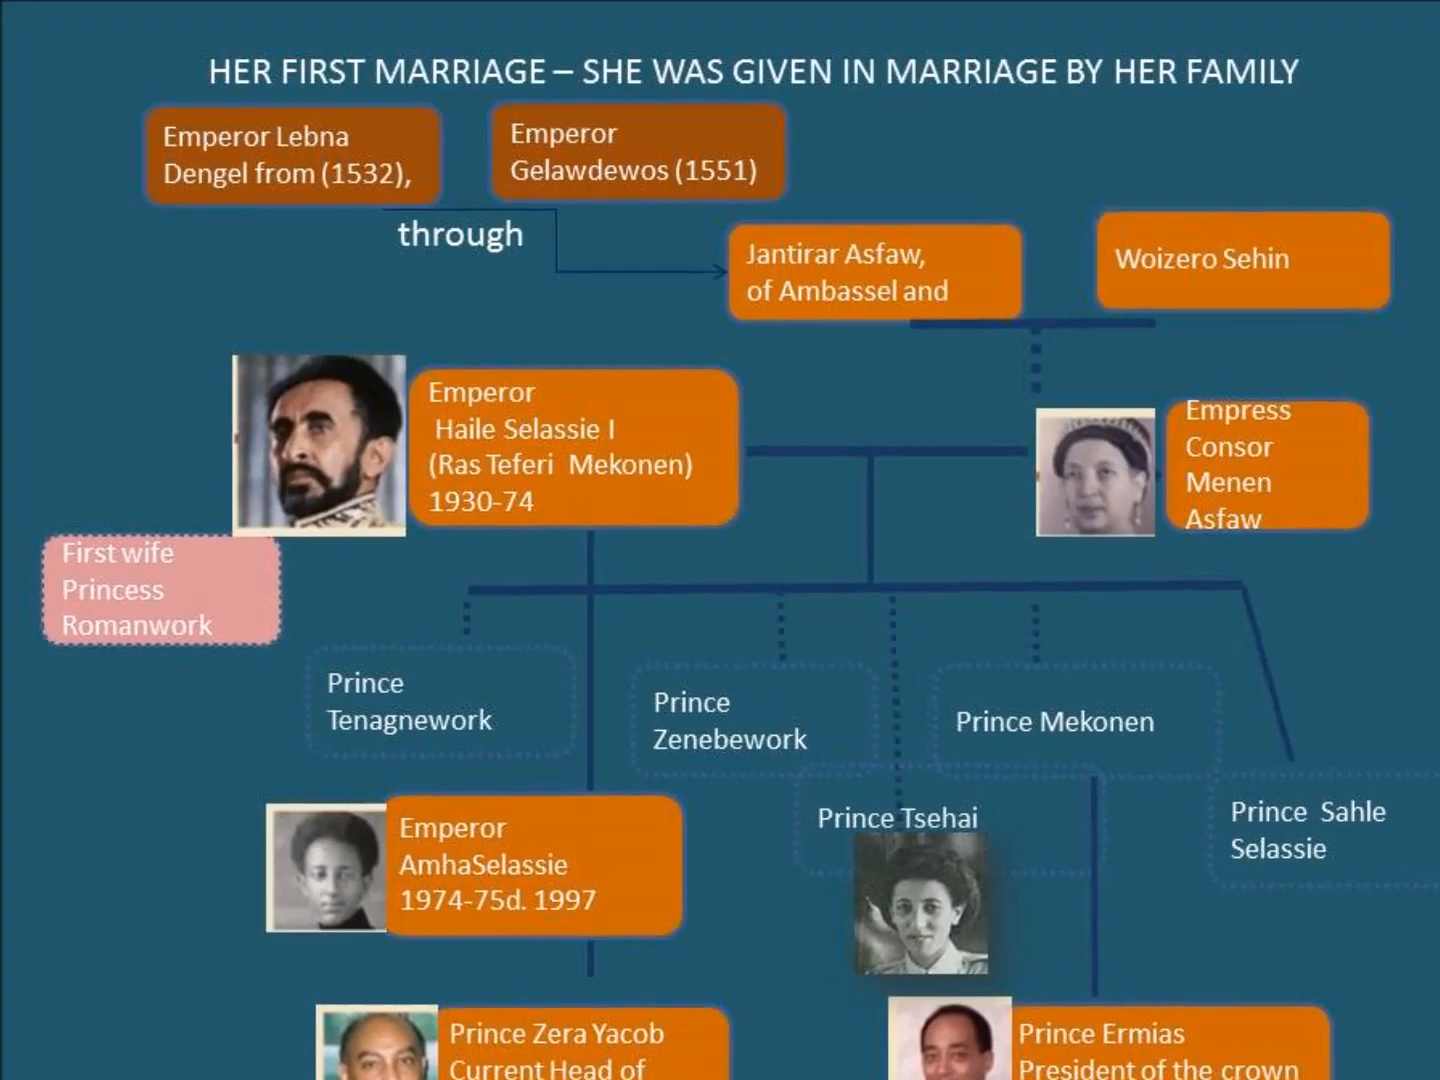 HER FIRST MARRIAGE – SHE WAS GIVEN IN MARRIAGE BY HER FAMILY
Emperor Lebna
Dengel from (1532),
Emperor
Gelawdewos (1551)
through
Jantirar Asfaw,
of Ambassel and
Woizero Sehin
Emperor
Haile Selassie I
(Ras Teferi Mekonen)
1930-74
Empress
Consor
Menen
Asfaw
First wife
Princess
Romanwork
Prince
Tenagnework
Prince
Zenebework
Prince Mekonen
Prince Tsehai
Prince Sahle
Selassie
Emperor
AmhaSelassie
1974-75d. 1997
Prince Zera Yacob
Current Head of
Prince Ermias
President of the crown